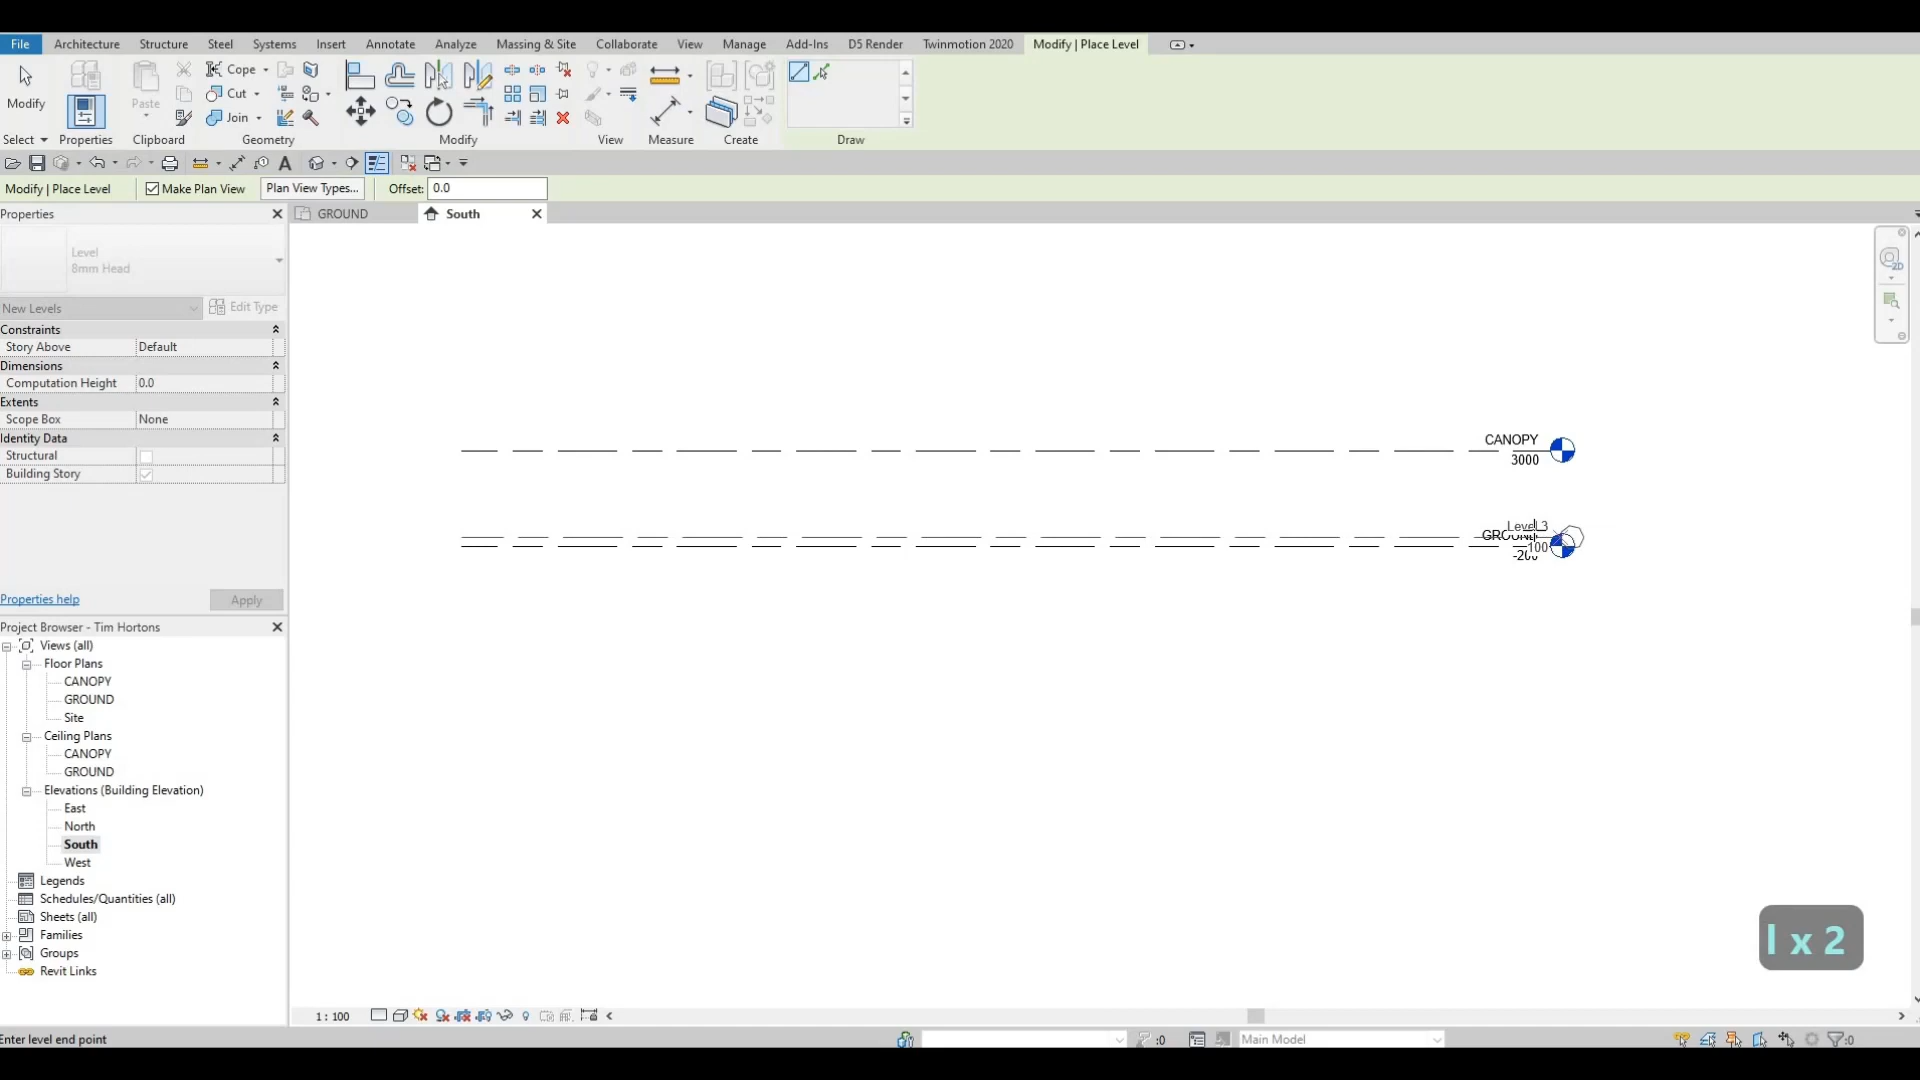 File Architecture Structure Steel Systems Insert Annotate Analyze Massing & Site Collaborate View Manage Add-Ins D5 Render Twinmotion 2020 Modify | Place Level
Modify Paste Cope Cut Join
Select Properties Clipboard Geometry Modify View Measure Create Draw
Modify | Place Level Make Plan View Plan View Types... Offset: 0.0
Properties GROUND South
Level
8mm Head
New Levels Edit Type
Constraints
Story Above Default
Dimensions
Computation Height 0.0
Extents
Scope Box None
Identity Data
Structural
Building Story
Properties help Apply
Project Browser - Tim Hortons
Views (all)
Floor Plans
CANOPY
GROUND
Site
Ceiling Plans
CANOPY
GROUND
Elevations (Building Elevation)
East
North
South
West
Legends
Schedules/Quantities (all)
Sheets (all)
Families
Groups
Revit Links
2D
CANOPY
3000
Level 3
GROUND
100
-200
l x 2
1 : 100
Enter level end point :0 Main Model :0